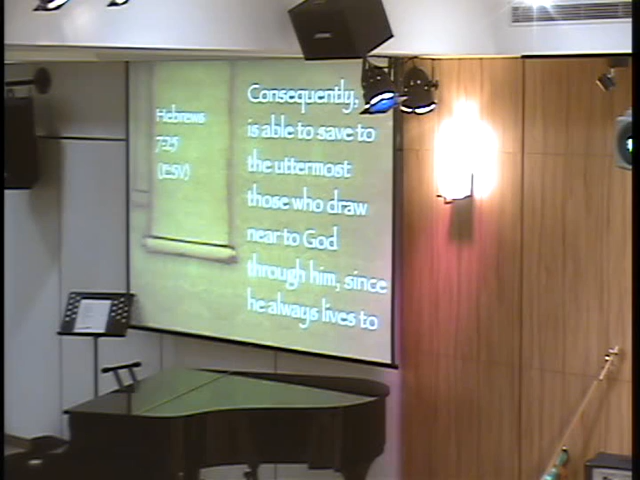 Hebrews
7:25
(ESV)
Consequently,
is able to save to
the uttermost
those who draw
near to God
through him, since
he always lives to